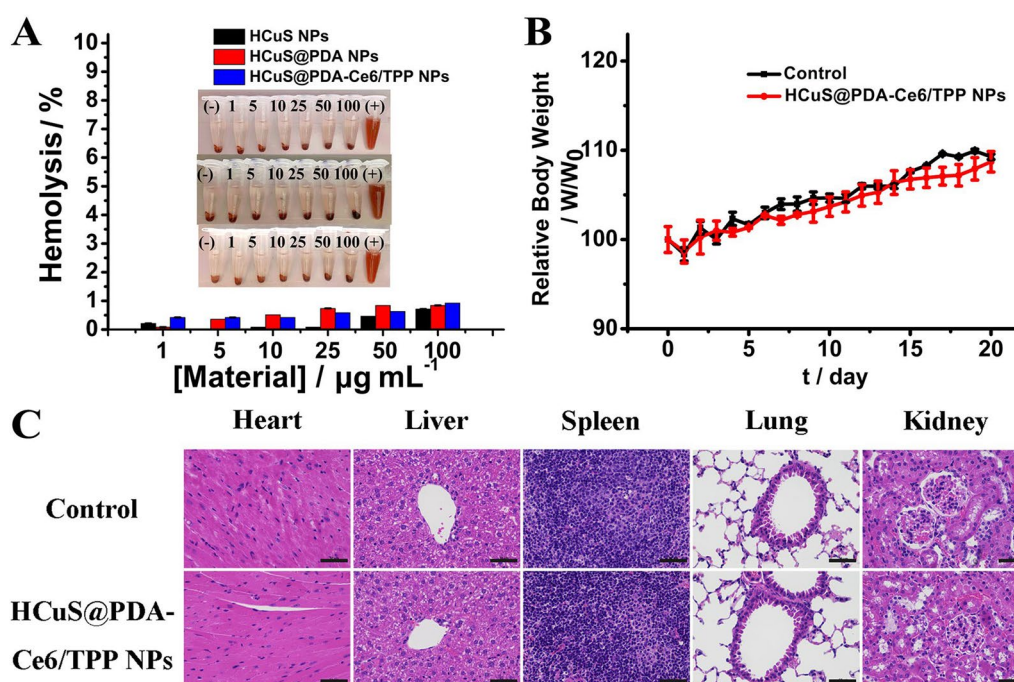 A
HCuS NPs
HCuS@PDA NPs
HCuS@PDA-Ce6/TPP NPs
(-) 1 5 10 25 50 100 (+)
(-) 1 5 10 25 50 100 (+)
(-) 1 5 10 25 50 100 (+)
Hemolysis / %
10
9
8
7
6
5
4
3
2
1
0
1 5 10 25 50 100
[Material] / µg mL⁻¹
B
Control
HCuS@PDA-Ce6/TPP NPs
Relative Body Weight
/ W/W₀
120
110
100
90
0 5 10 15 20
t / day
C
Heart Liver Spleen Lung Kidney
Control
HCuS@PDA-
Ce6/TPP NPs